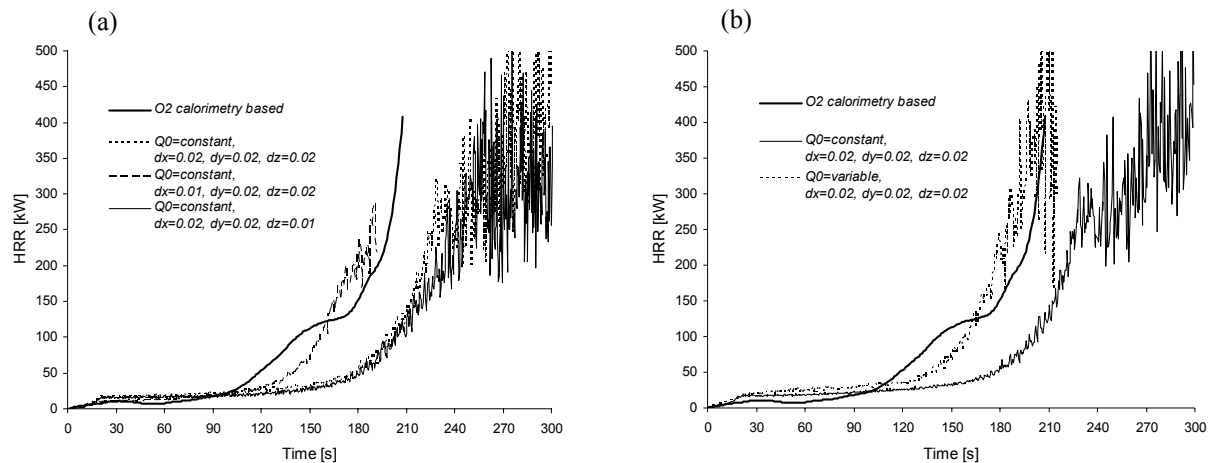 (a)
500
450
400
350
300
250
200
150
100
50
0
HRR [kW]
O2 calorimetry based
Q0=constant,
dx=0.02, dy=0.02, dz=0.02
Q0=constant,
dx=0.01, dy=0.02, dz=0.02
Q0=constant,
dx=0.02, dy=0.02, dz=0.01
0 30 60 90 120 150 180 210 240 270 300
Time [s]
(b)
500
450
400
350
300
250
200
150
100
50
0
HRR [kW]
O2 calorimetry based
Q0=constant,
dx=0.02, dy=0.02, dz=0.02
Q0=variable,
dx=0.02, dy=0.02, dz=0.02
0 30 60 90 120 150 180 210 240 270 300
Time [s]